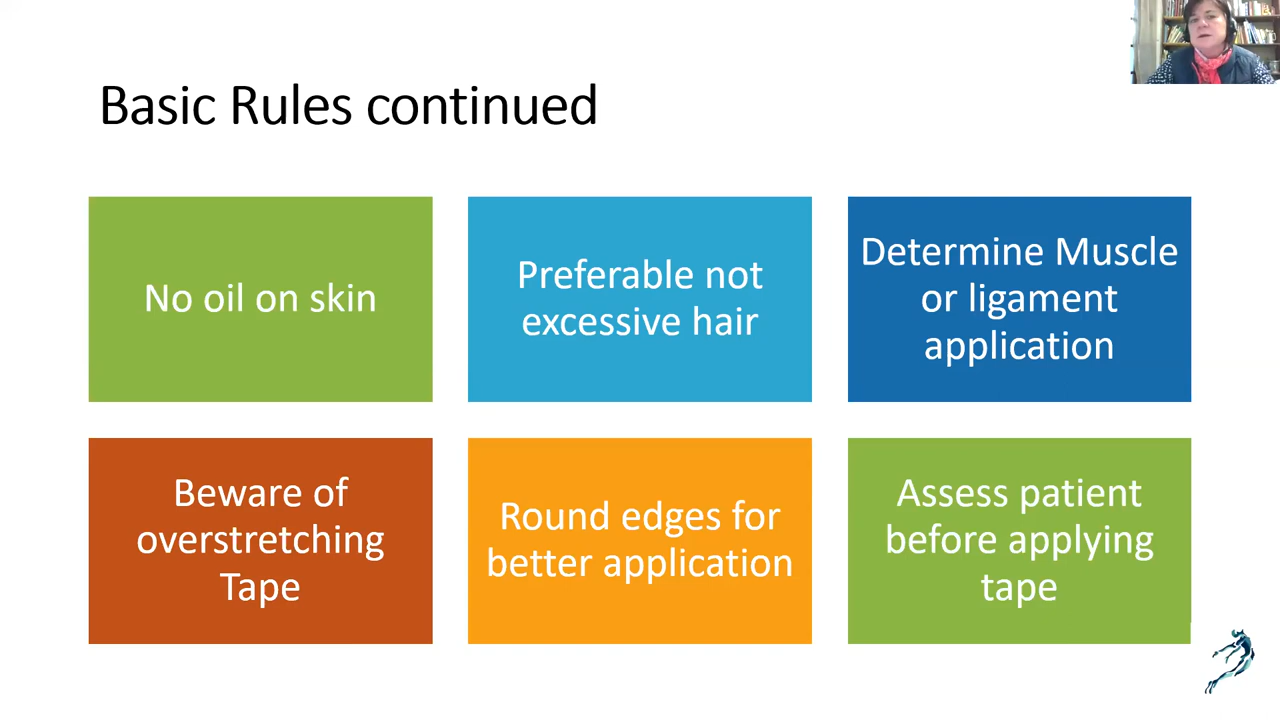 Basic Rules continued
No oil on skin
Preferable not
excessive hair
Determine Muscle
or ligament
application
Beware of
overstretching
Tape
Round edges for
better application
Assess patient
before applying
tape